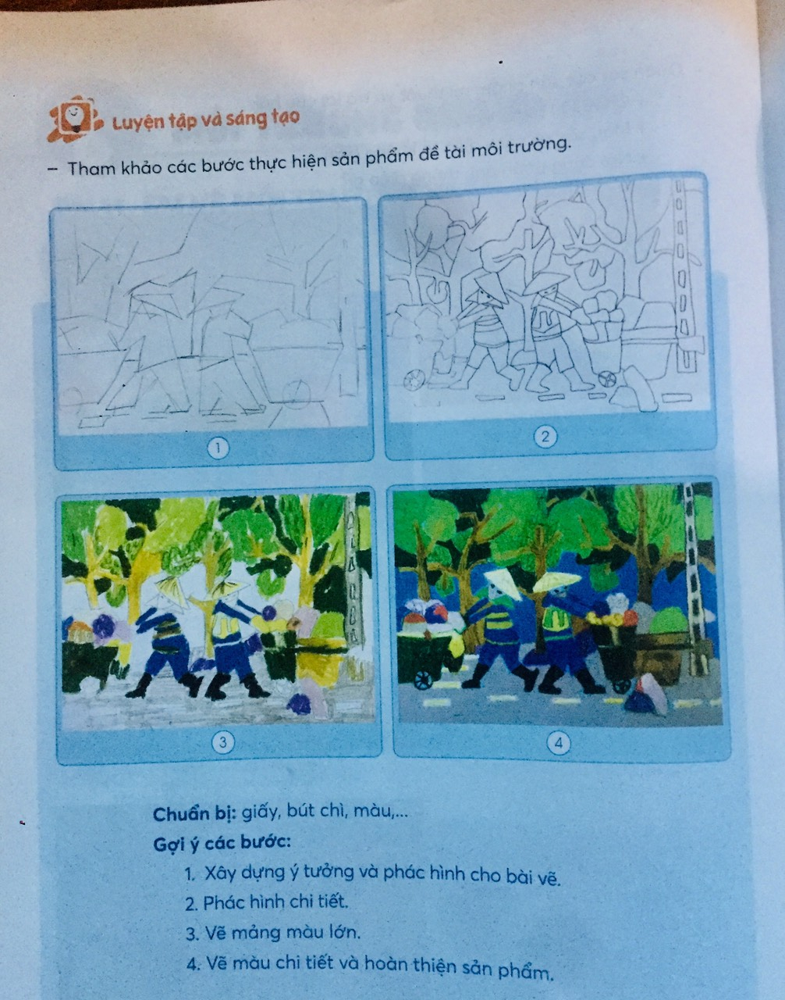 Luyện tập và sáng tạo
– Tham khảo các bước thực hiện sản phẩm đề tài môi trường.
1
2
3
4
Chuẩn bị: giấy, bút chì, màu,...
Gợi ý các bước:
1. Xây dựng ý tưởng và phác hình cho bài vẽ.
2. Phác hình chi tiết.
3. Vẽ mảng màu lớn.
4. Vẽ màu chi tiết và hoàn thiện sản phẩm.